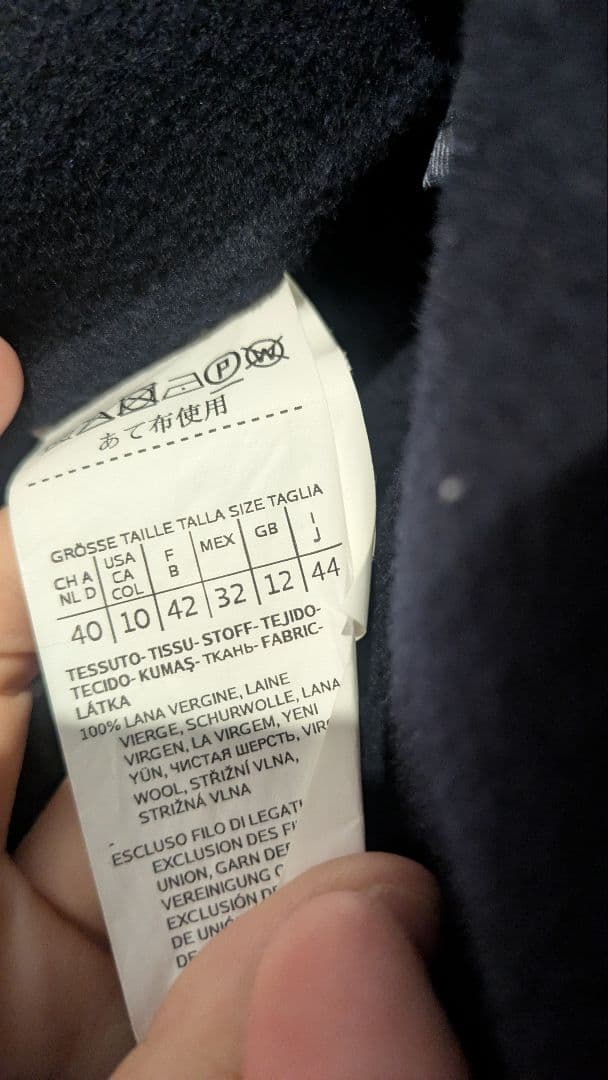 P W
あて布使用
GRÖSSE TAILLE TALLA SIZE TAGLIA
CH A NL D | USA CA COL | F B | MEX | GB | I J
40 | 10 | 42 | 32 | 12 | 44
TESSUTO- TISSU- STOFF- TEJIDO-
TECIDO- KUMAŞ- ТКАНЬ- FABRIC-
LÁTKA
100% LANA VERGINE, LAINE
VIERGE, SCHURWOLLE, LANA
VIRGEN, LA VIRGEM, YENI
YÜN, ЧИСТАЯ ШЕРСТЬ,
WOOL, STŘIŽNÍ VLNA,
STRIŽNÁ VLNA
-
ESCLUSO FILO DI
EXCLUSION DES
UNION, GARN
VEREINIGUNG
EXCLUSIÓN
DE